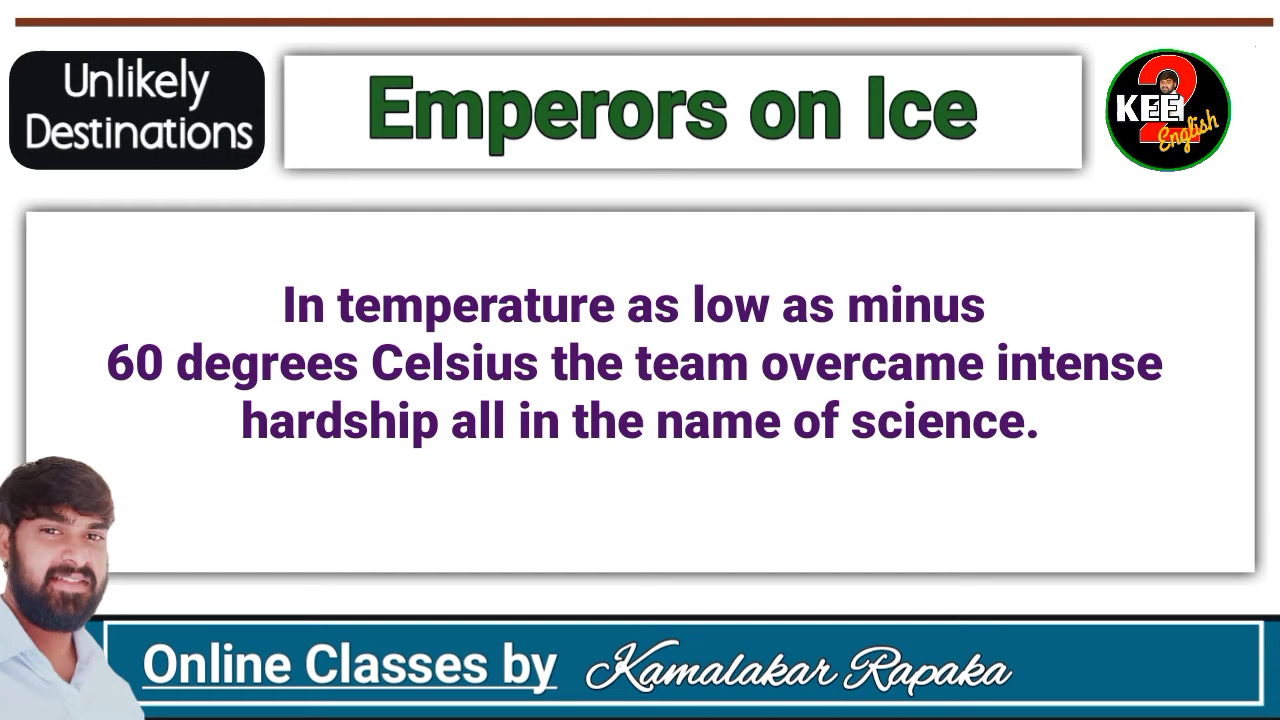 Unlikely
Destinations
Emperors on Ice
2
KEE
English
In temperature as low as minus
60 degrees Celsius the team overcame intense
hardship all in the name of science.
Online Classes by Kamalakar Rapaka